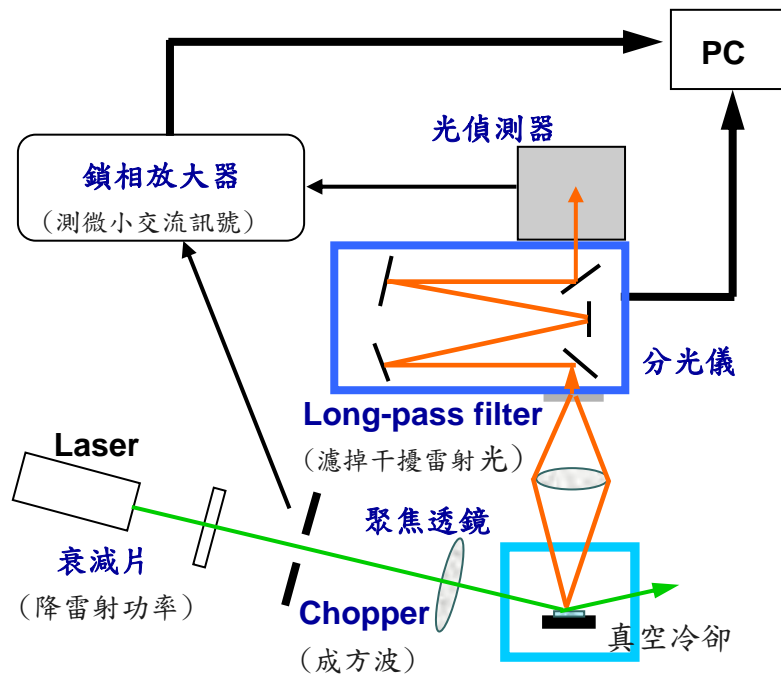 PC
光偵測器
鎖相放大器
（測微小交流訊號）
分光儀
Long-pass filter
（濾掉干擾雷射光）
Laser
聚焦透鏡
衰減片
（降雷射功率）
Chopper
（成方波）
真空冷卻